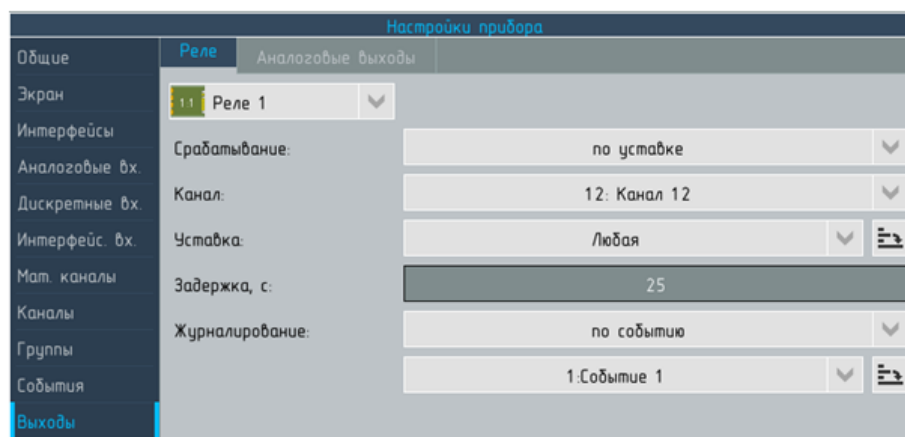 Настройки прибора
Общие
Экран
Интерфейсы
Аналоговые вх.
Дискретные вх.
Интерфейс. вх.
Мат. каналы
Каналы
Группы
События
Выходы
Реле
Аналоговые выходы
1.1 Реле 1
Срабатывание: по уставке
Канал: 12: Канал 12
Уставка: Любая
Задержка, с: 25
Журналирование: по событию
1:Событие 1